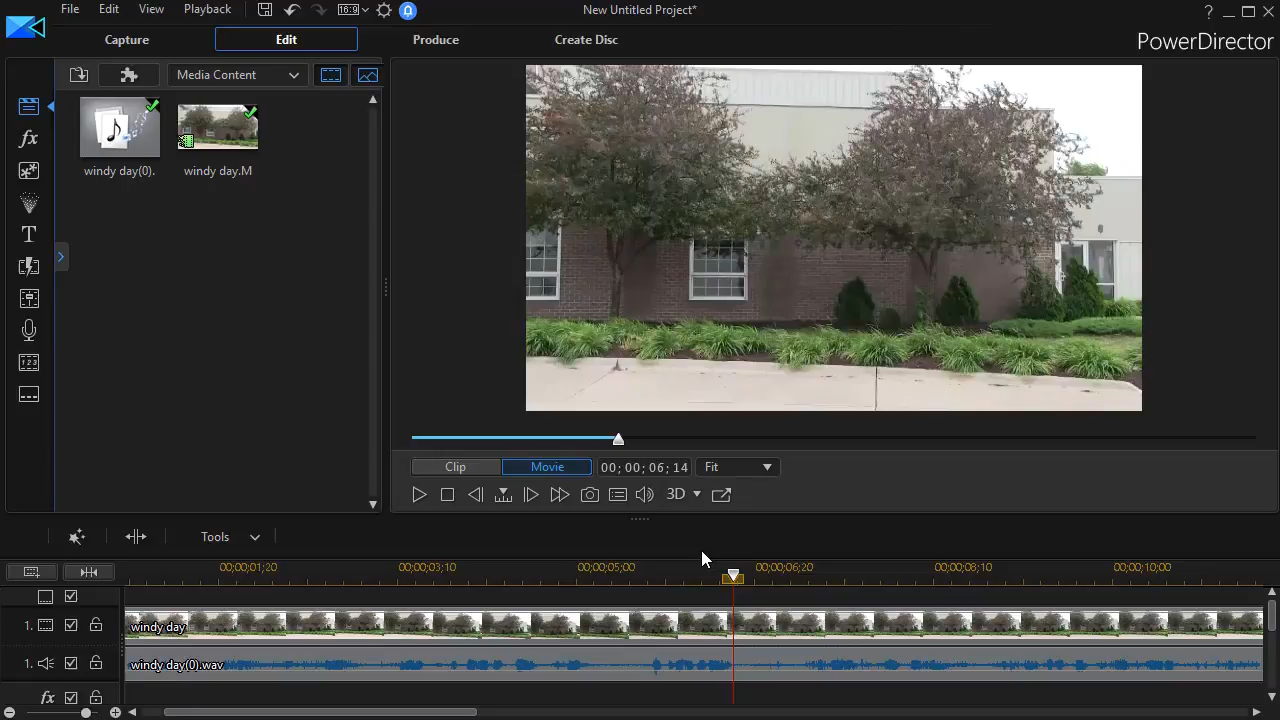 File Edit View Playback 16:9 New Untitled Project* ?
Capture Edit Produce Create Disc PowerDirector
Media Content
fx
windy day(0). windy day.M
T
123
Clip Movie 00; 00; 06; 14 Fit
3D
Tools
00;00;01;20 00;00;03;10 00;00;05;00 00;00;06;20 00;00;08;10 00;00;10;00
1. windy day
1. windy day(0).wav
fx